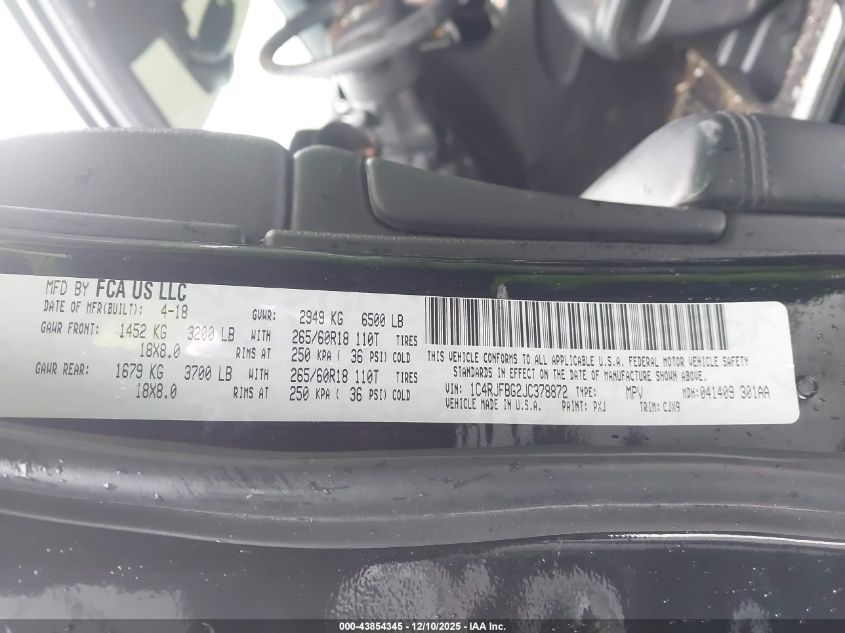 MFD BY FCA US LLC
DATE OF MFR(BUILT): 4-18 GVWR: 2949 KG 6500 LB
GAWR FRONT: 1452 KG 3200 LB WITH 265/60R18 110T TIRES
18X8.0 RIMS AT 250 KPA ( 36 PSI) COLD
GAWR REAR: 1679 KG 3700 LB WITH 265/60R18 110T TIRES
18X8.0 RIMS AT 250 KPA ( 36 PSI) COLD
THIS VEHICLE CONFORMS TO ALL APPLICABLE U.S. FEDERAL MOTOR VEHICLE SAFETY
STANDARDS IN EFFECT ON THE DATE OF MANUFACTURE SHOWN ABOVE.
VIN: 1C4RJFBG2JC378872 TYPE: MPV MDH: 041409 301AA
VEHICLE MADE IN U.S.A. PAINT: PXJ TRIM: CJX9
000-43854345 - 12/10/2025 - IAA Inc.